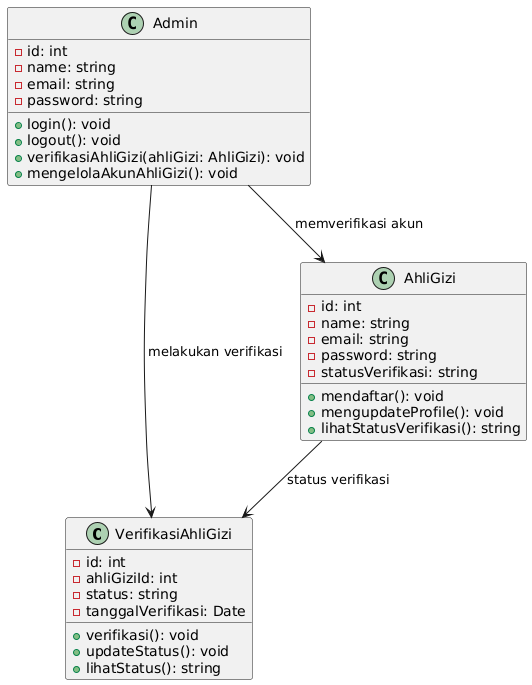 C Admin
id: int
name: string
email: string
password: string
login(): void
logout(): void
verifikasiAhliGizi(ahliGizi: AhliGizi): void
mengelolaAkunAhliGizi(): void
memverifikasi akun
C AhliGizi
id: int
name: string
email: string
password: string
statusVerifikasi: string
mendaftar(): void
mengupdateProfile(): void
lihatStatusVerifikasi(): string
melakukan verifikasi
status verifikasi
C VerifikasiAhliGizi
id: int
ahliGiziId: int
status: string
tanggalVerifikasi: Date
verifikasi(): void
updateStatus(): void
lihatStatus(): string